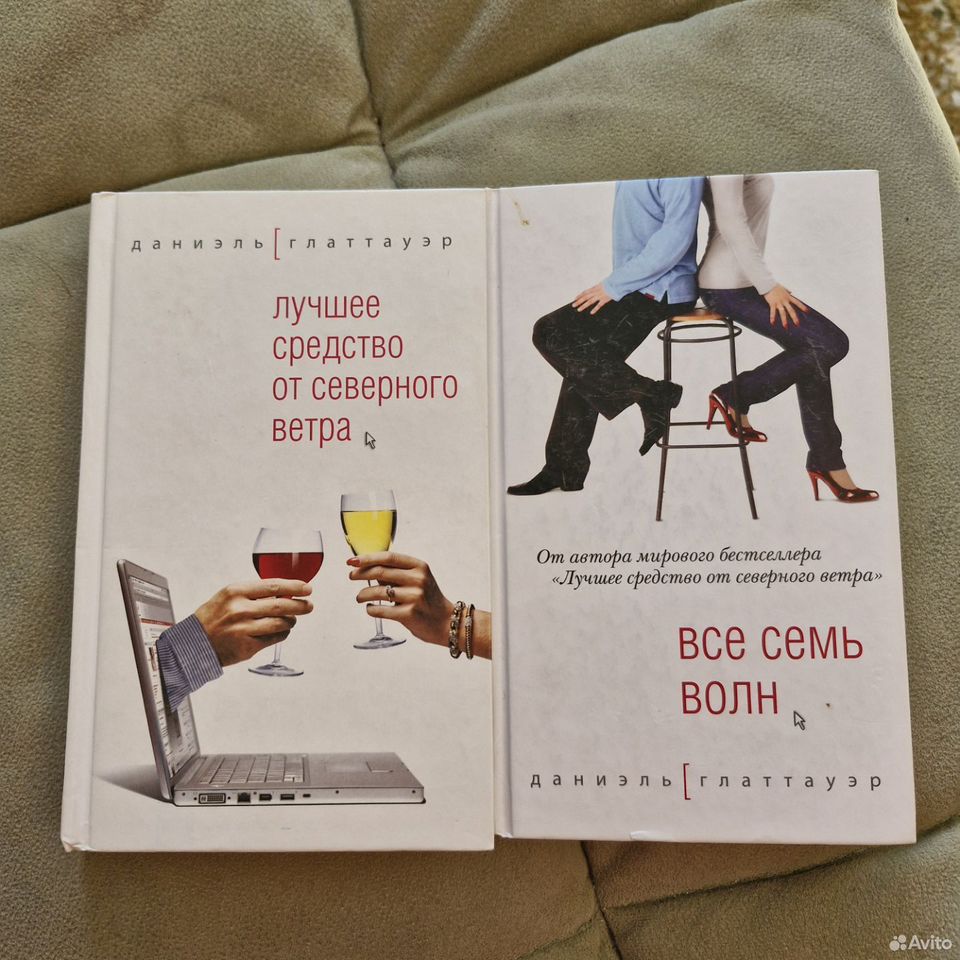 даниэль[глаттауэр
лучшее
средство
от северного
ветра
От автора мирового бестселлера
«Лучшее средство от северного ветра»
все семь
волн
даниэль[глаттауэр
Avito